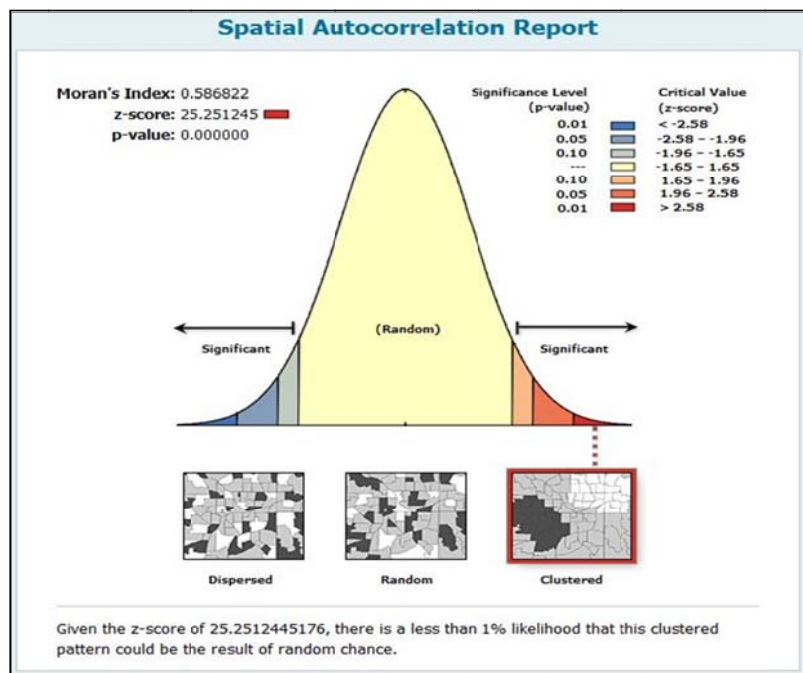 Spatial Autocorrelation Report
Moran's Index: 0.586822
z-score: 25.251245
p-value: 0.000000
Significance Level
(p-value)
Critical Value
(z-score)
0.01 < -2.58
0.05 -2.58 – -1.96
0.10 -1.96 – -1.65
--- -1.65 – 1.65
0.10 1.65 – 1.96
0.05 1.96 – 2.58
0.01 > 2.58
(Random)
Significant
Significant
Dispersed
Random
Clustered
Given the z-score of 25.2512445176, there is a less than 1% likelihood that this clustered
pattern could be the result of random chance.